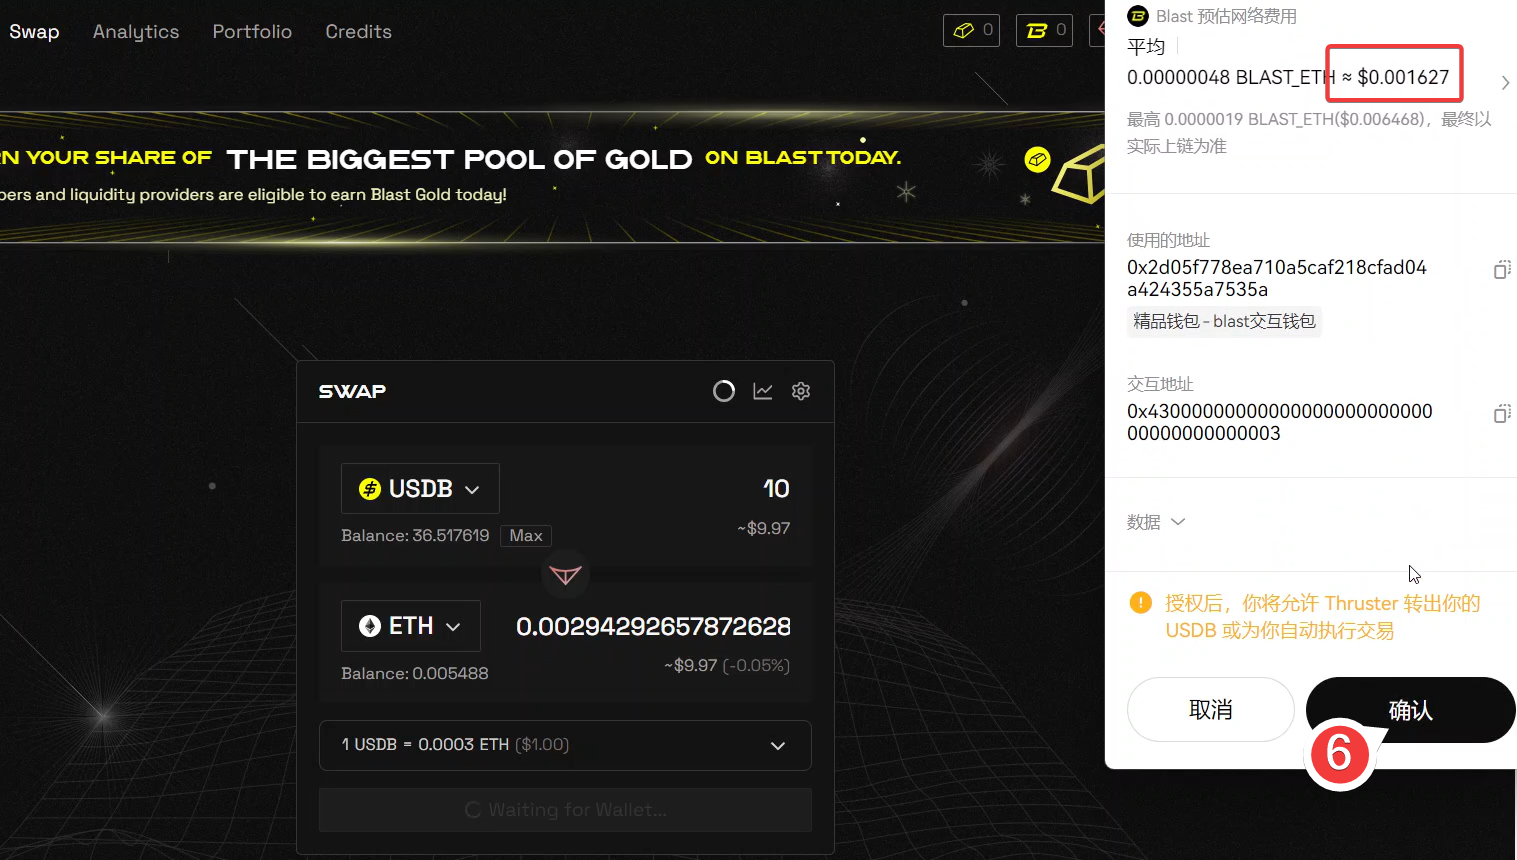 Swap
Analytics
Portfolio
Credits
0
0
RN YOUR SHARE OF THE BIGGEST POOL OF GOLD ON BLAST TODAY.
bers and liquidity providers are eligible to earn Blast Gold today!
SWAP
USDB
10
Balance: 36.517619
Max
~$9.97
ETH
0.00294292657872628
Balance: 0.005488
~$9.97 (-0.05%)
1 USDB = 0.0003 ETH ($1.00)
Waiting for Wallet...
Blast 预估网络费用
平均
0.00000048 BLAST_ETH ≈ $0.001627
最高 0.0000019 BLAST_ETH($0.006468)，最终以
实际上链为准
使用的地址
0x2d05f778ea710a5caf218cfad04
a424355a7535a
精品钱包 - blast交互钱包
交互地址
0x430000000000000000000000000
00000000000003
数据
授权后，你将允许 Thruster 转出你的
USDB 或为你自动执行交易
取消
确认
6